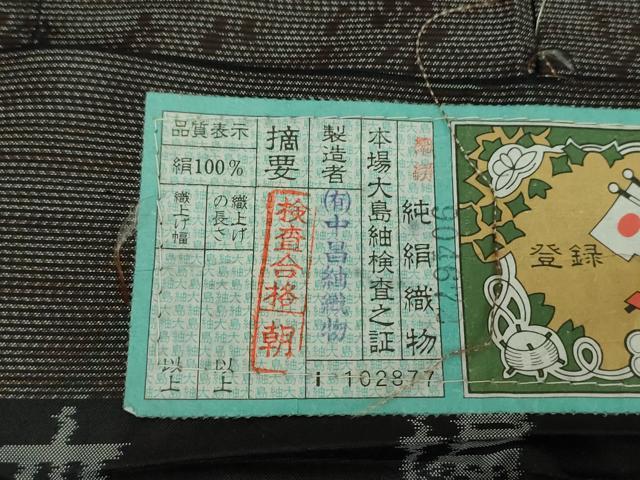 純絹織物
本場大島紬検査之証
製造者
㈲中昌紬織物
i 102877
摘要
検査合格
朝
品質表示
絹100%
織上げの長さ
以上
織上げ幅
以上
登録